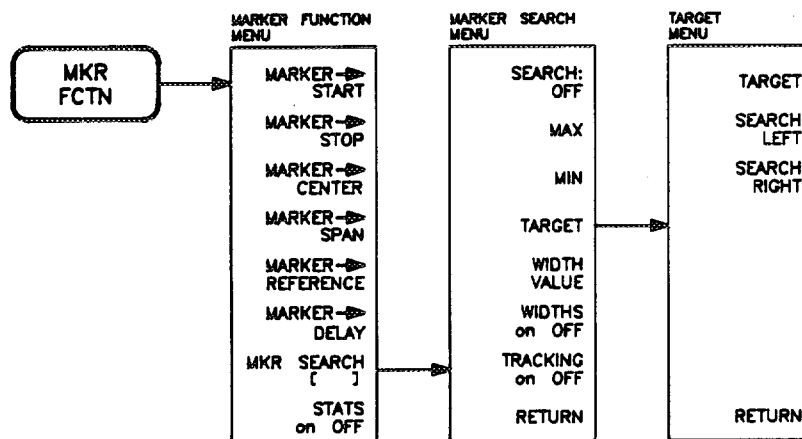 MKR
FCTN
MARKER FUNCTION
MENU
MARKER→
START
MARKER→
STOP
MARKER→
CENTER
MARKER→
SPAN
MARKER→
REFERENCE
MARKER→
DELAY
MKR SEARCH
[ ]
STATS
on OFF
MARKER SEARCH
MENU
SEARCH:
OFF
MAX
MIN
TARGET
WIDTH
VALUE
WIDTHS
on OFF
TRACKING
on OFF
RETURN
TARGET
MENU
TARGET
SEARCH
LEFT
SEARCH
RIGHT
RETURN